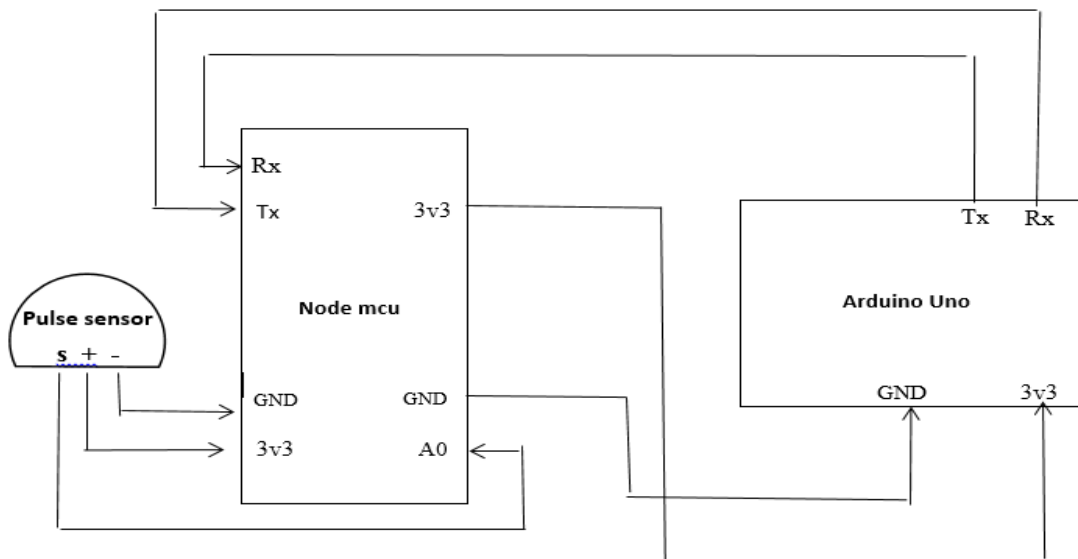 Rx
Tx
3v3
Node mcu
GND
GND
3v3
A0
Pulse sensor
s + -
Tx Rx
Arduino Uno
GND 3v3